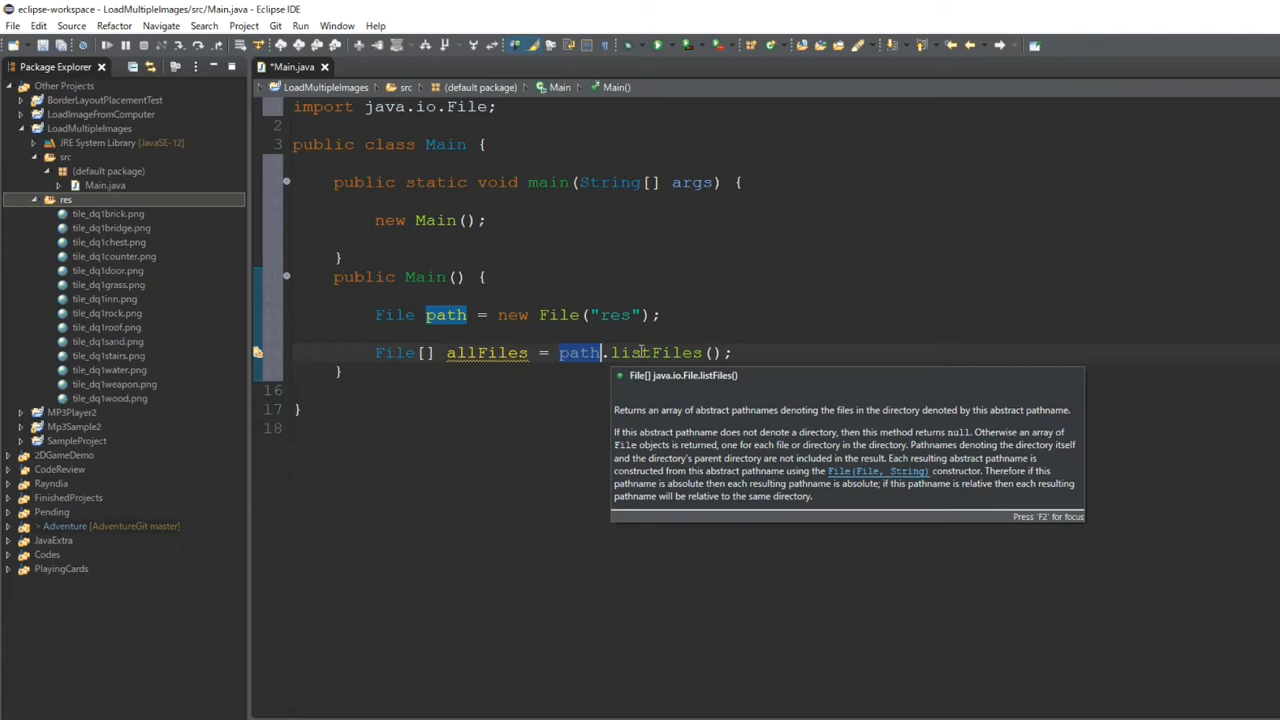 eclipse-workspace - LoadMultipleImages/src/Main.java - Eclipse IDE
File Edit Source Refactor Navigate Search Project Git Run Window Help
Package Explorer
*Main.java
Other Projects
BorderLayoutPlacementTest
LoadImageFromComputer
LoadMultipleImages
JRE System Library [JavaSE-12]
src
(default package)
Main.java
res
tile_dq1brick.png
tile_dq1bridge.png
tile_dq1chest.png
tile_dq1counter.png
tile_dq1door.png
tile_dq1grass.png
tile_dq1inn.png
tile_dq1rock.png
tile_dq1roof.png
tile_dq1sand.png
tile_dq1stairs.png
tile_dq1water.png
tile_dq1weapon.png
tile_dq1wood.png
MP3Player2
Mp3Sample2
SampleProject
2DGameDemo
CodeReview
Rayndia
FinishedProjects
Pending
> Adventure [AdventureGit master]
JavaExtra
Codes
PlayingCards
LoadMultipleImages src (default package) Main Main()
import java.io.File;
2
3 public class Main {
public static void main(String[] args) {
new Main();
}
public Main() {
File path = new File("res");
File[] allFiles = path.listFiles();
}
16
17 }
18
File[] java.io.File.listFiles()
Returns an array of abstract pathnames denoting the files in the directory denoted by this abstract pathname.
If this abstract pathname does not denote a directory, then this method returns null. Otherwise an array of
File objects is returned, one for each file or directory in the directory. Pathnames denoting the directory itself
and the directory's parent directory are not included in the result. Each resulting abstract pathname is
constructed from this abstract pathname using the File(File, String) constructor. Therefore if this
pathname is absolute then each resulting pathname is absolute; if this pathname is relative then each resulting
pathname will be relative to the same directory.
Press 'F2' for focus